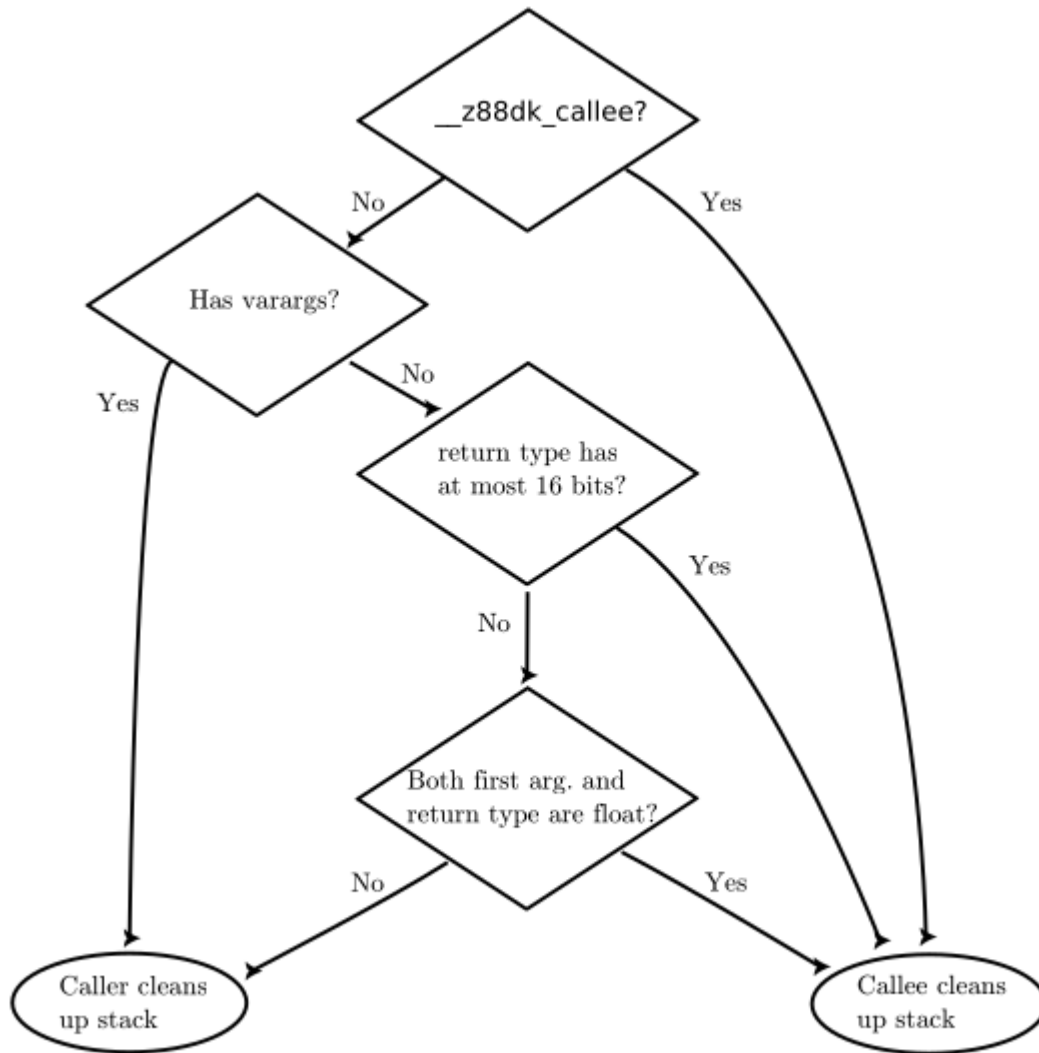 __z88dk_callee?
No
Yes
Has varargs?
Yes
No
return type has
at most 16 bits?
Yes
No
Both first arg. and
return type are float?
No
Yes
Caller cleans
up stack
Callee cleans
up stack